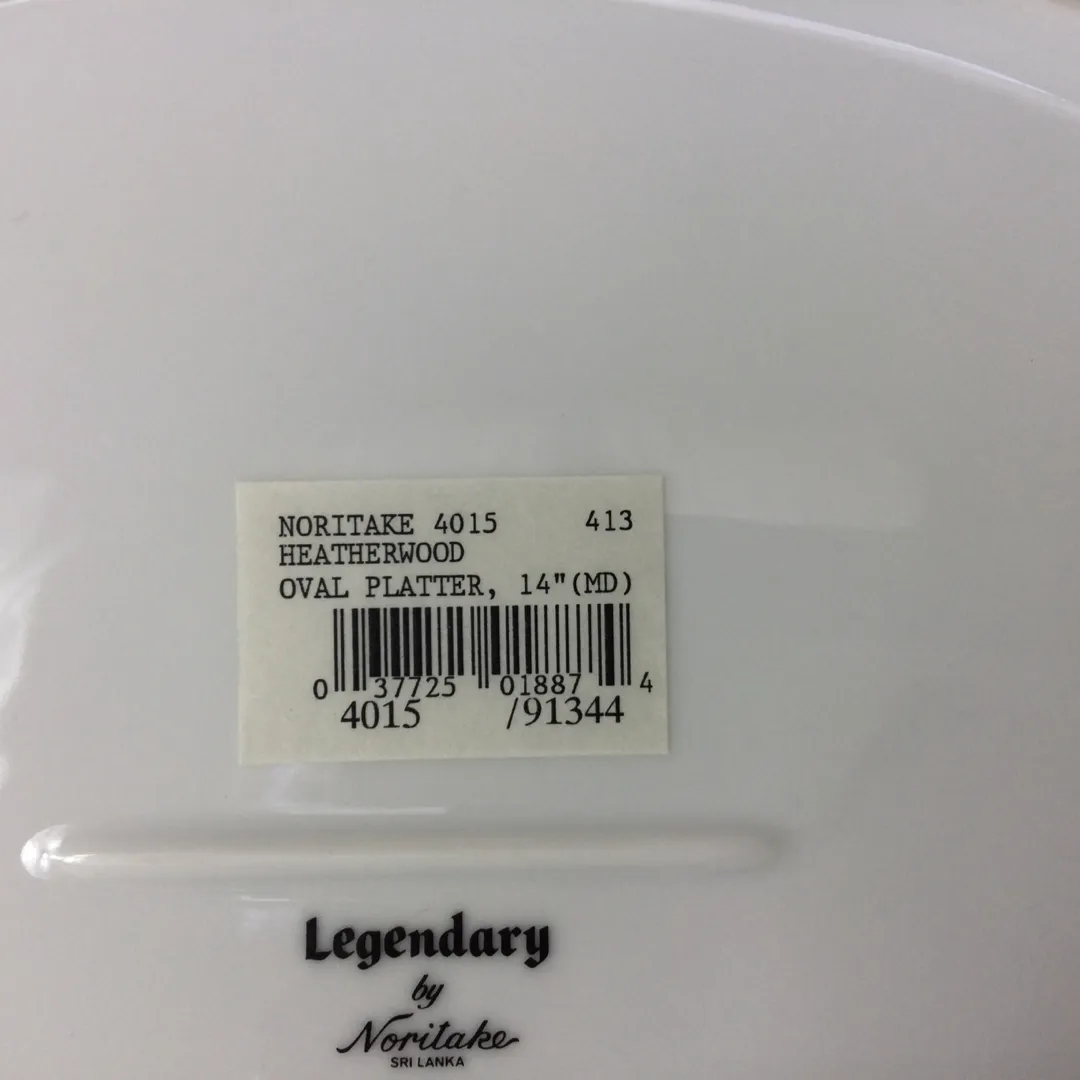 NORITAKE 4015 413
HEATHERWOOD
OVAL PLATTER, 14"(MD)
0 37725 01887 4
4015 /91344
Legendary
by
Noritake
SRI LANKA